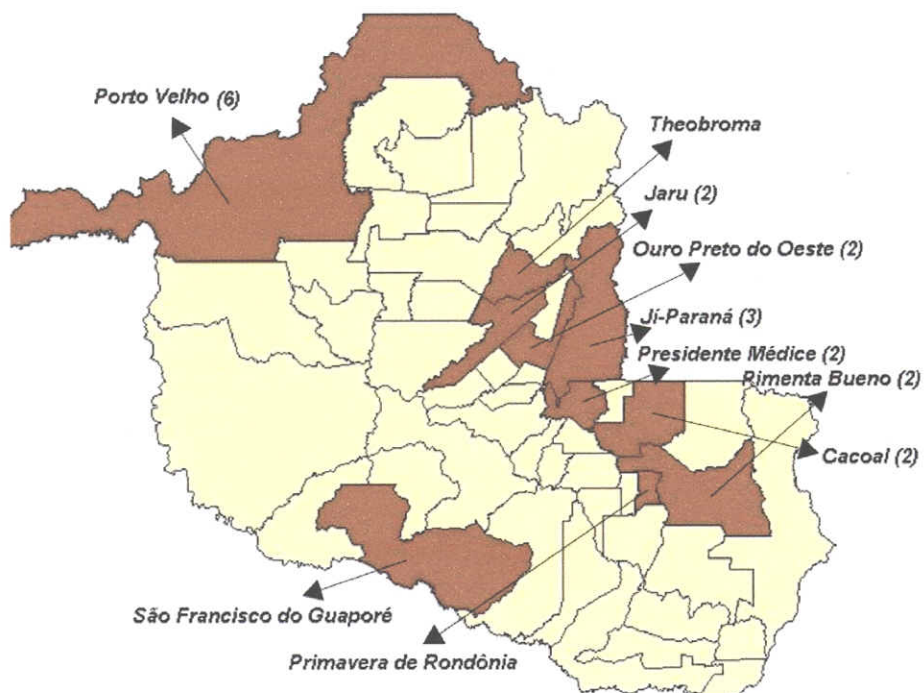 Porto Velho (6)
Theobroma
Jaru (2)
Ouro Preto do Oeste (2)
Ji-Paraná (3)
Presidente Médice (2)
Pimenta Bueno (2)
Cacoal (2)
São Francisco do Guaporé
Primavera de Rondônia